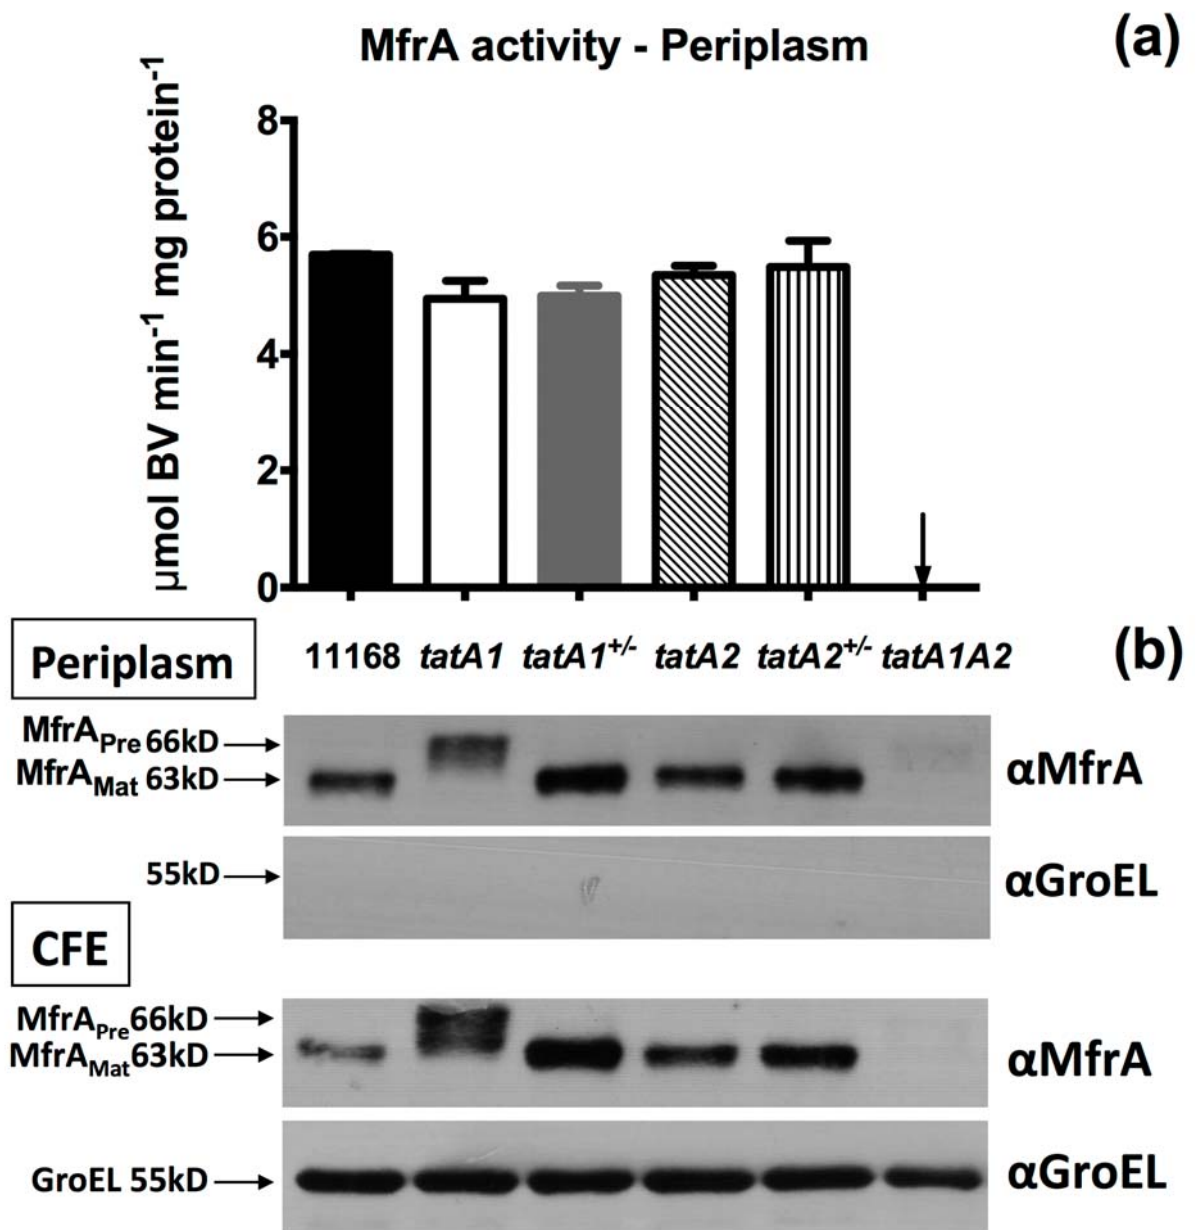 MfrA activity - Periplasm (a)
µmol BV min⁻¹ mg protein⁻¹
8
6
4
2
0
Periplasm 11168 tatA1 tatA1⁺/⁻ tatA2 tatA2⁺/⁻ tatA1A2 (b)
MfrAPre 66kD
MfrAMat 63kD αMfrA
55kD αGroEL
CFE
MfrAPre 66kD
MfrAMat 63kD αMfrA
GroEL 55kD αGroEL